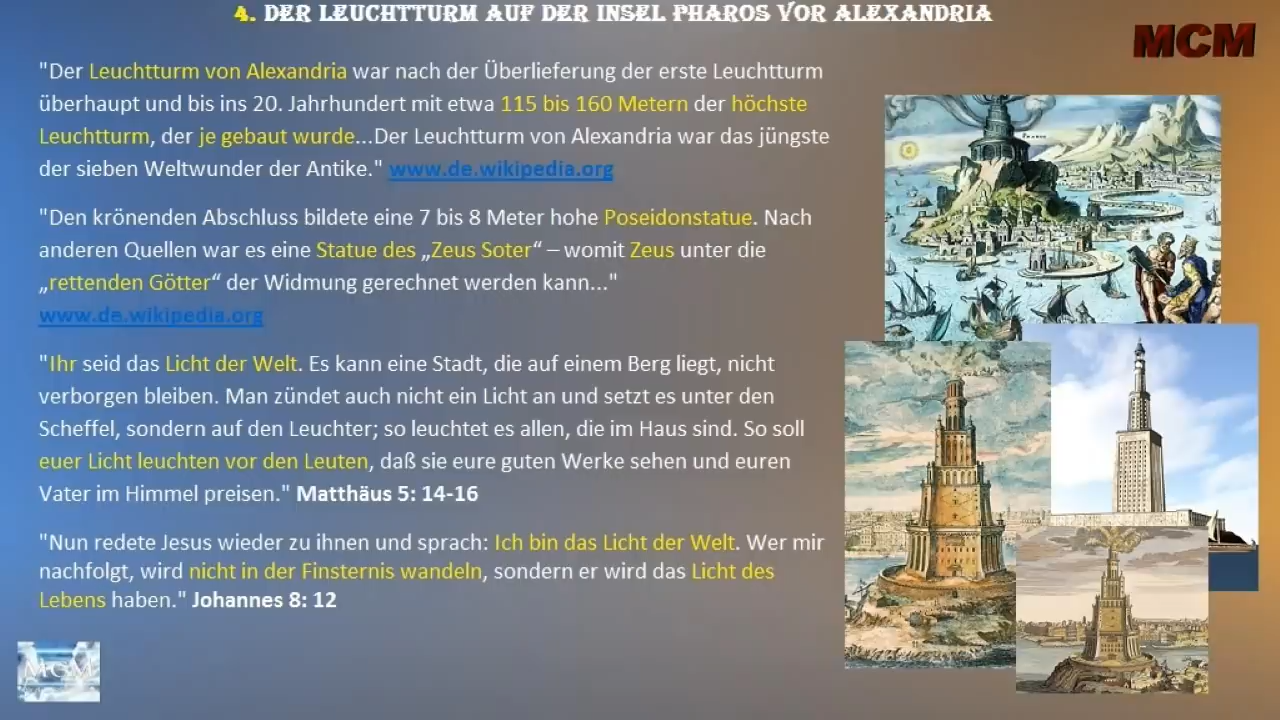 4. DER LEUCHTTURM AUF DER INSEL PHAROS VOR ALEXANDRIA
MCM
"Der Leuchtturm von Alexandria war nach der Überlieferung der erste Leuchtturm
überhaupt und bis ins 20. Jahrhundert mit etwa 115 bis 160 Metern der höchste
Leuchtturm, der je gebaut wurde...Der Leuchtturm von Alexandria war das jüngste
der sieben Weltwunder der Antike." www.de.wikipedia.org
"Den krönenden Abschluss bildete eine 7 bis 8 Meter hohe Poseidonstatue. Nach
anderen Quellen war es eine Statue des „Zeus Soter“ – womit Zeus unter die
„rettenden Götter“ der Widmung gerechnet werden kann..."
www.de.wikipedia.org
"Ihr seid das Licht der Welt. Es kann eine Stadt, die auf einem Berg liegt, nicht
verborgen bleiben. Man zündet auch nicht ein Licht an und setzt es unter den
Scheffel, sondern auf den Leuchter; so leuchtet es allen, die im Haus sind. So soll
euer Licht leuchten vor den Leuten, daß sie eure guten Werke sehen und euren
Vater im Himmel preisen." Matthäus 5: 14-16
"Nun redete Jesus wieder zu ihnen und sprach: Ich bin das Licht der Welt. Wer mir
nachfolgt, wird nicht in der Finsternis wandeln, sondern er wird das Licht des
Lebens haben." Johannes 8: 12
MCM